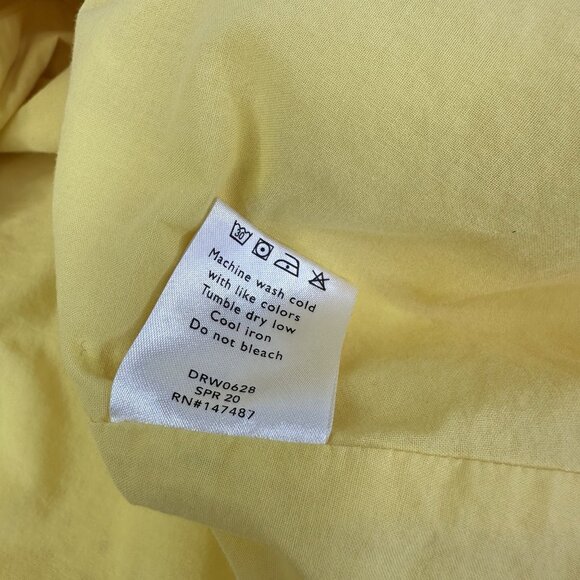 30
Machine wash cold
with like colors
Tumble dry low
Cool iron
Do not bleach
DRW0628
SPR 20
RN#147487